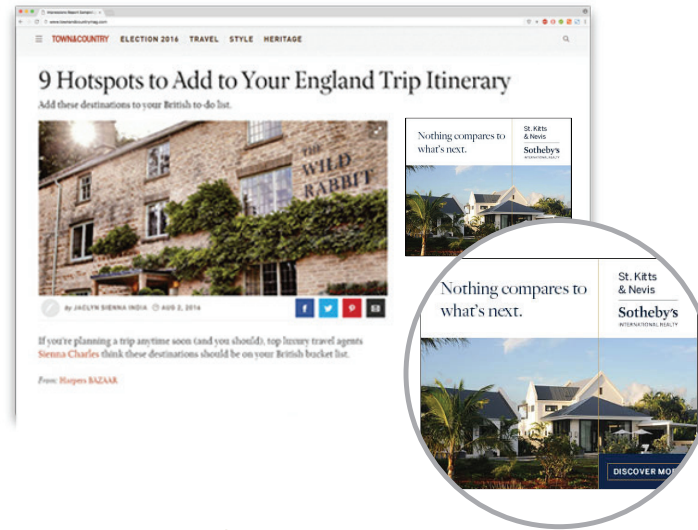 www.townandcountrymag.com
TOWN&COUNTRY ELECTION 2016 TRAVEL STYLE HERITAGE
9 Hotspots to Add to Your England Trip Itinerary
Add these destinations to your British to-do list.
THE
WILD
RABBIT
By JACLYN SIENNA INDIA AUG 2, 2016
If you're planning a trip anytime soon (and you should), top luxury travel agents
Sienna Charles think these destinations should be on your British bucket list.
From: Harpers BAZAAR
Nothing compares to
what's next.
St. Kitts
& Nevis
Sotheby's
INTERNATIONAL REALTY
Nothing compares to
what's next.
St. Kitts
& Nevis
Sotheby's
INTERNATIONAL REALTY
DISCOVER MO